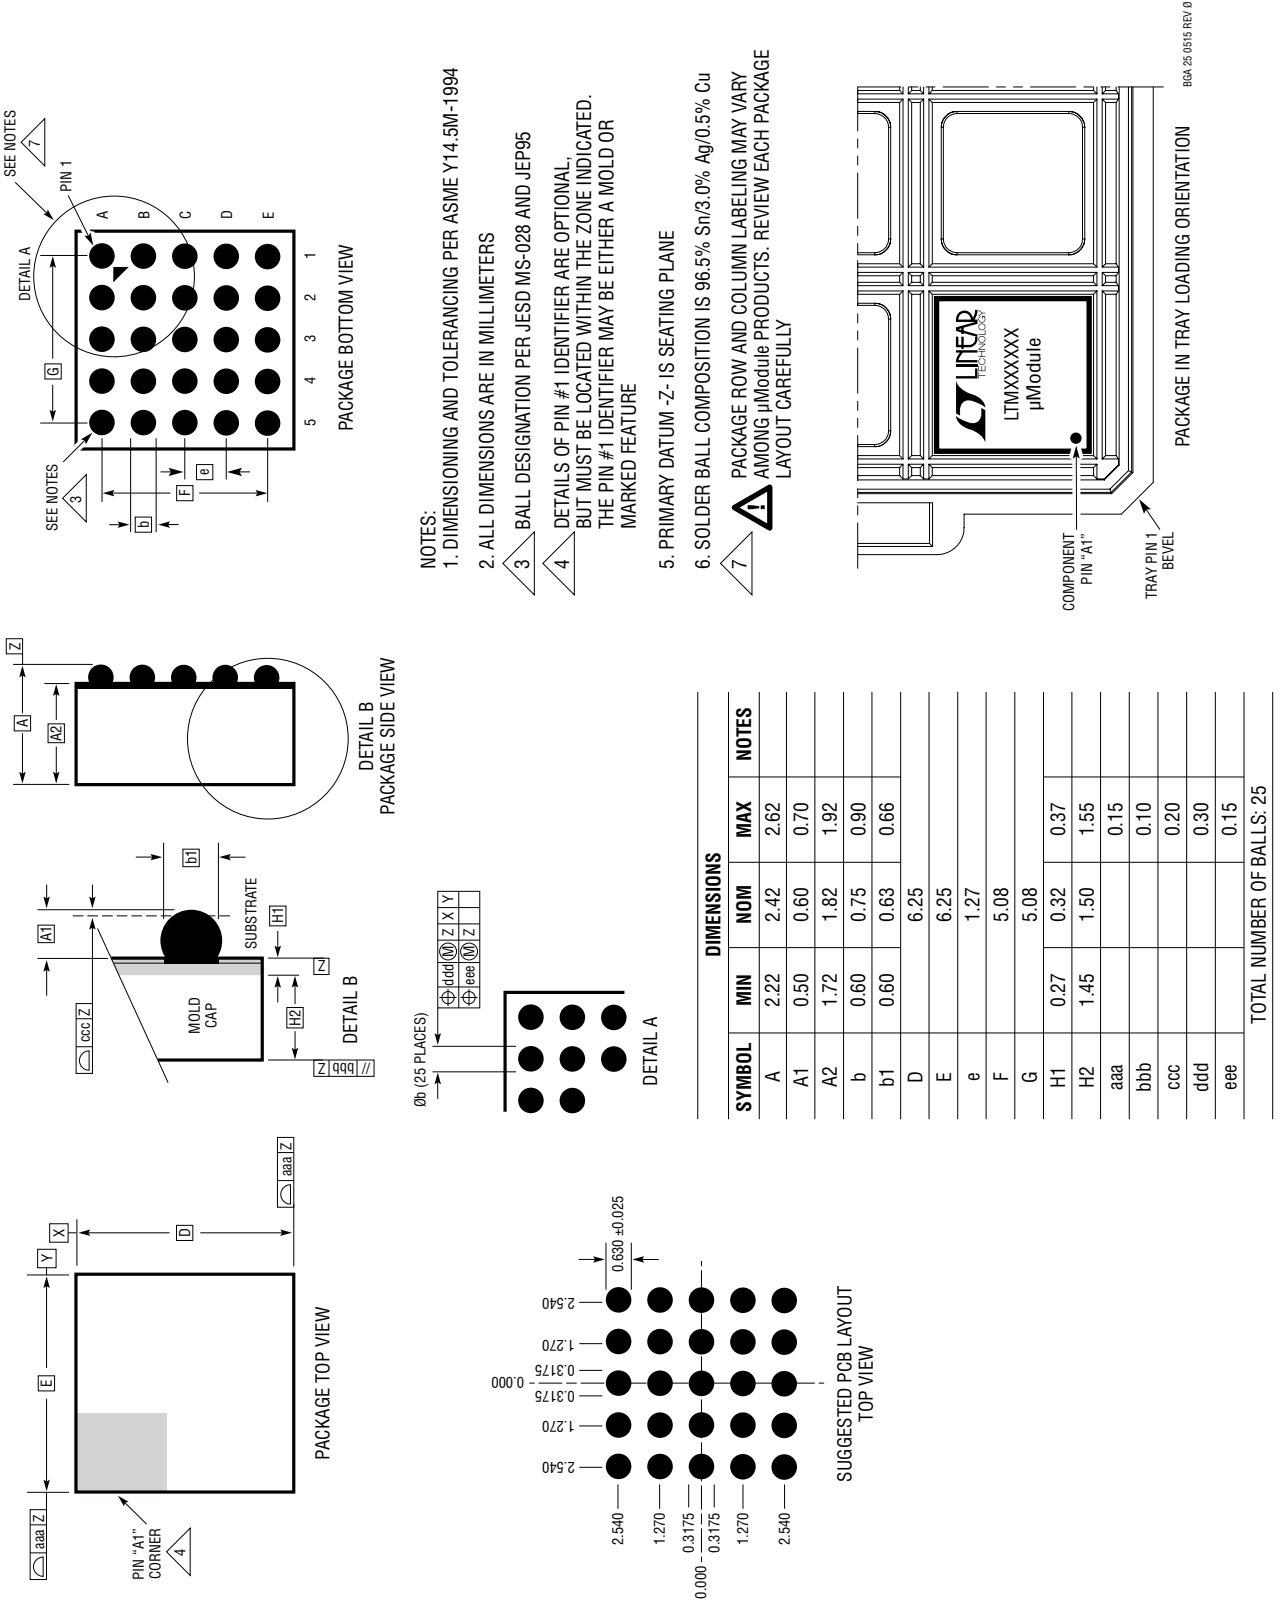 PACKAGE TOP VIEW
PIN “A1”
CORNER
4
aaa Z
E
Y
X
D
aaa Z
DETAIL B
MOLD
CAP
SUBSTRATE
ccc Z
A1
b1
H1
H2
Z
// bbb Z
DETAIL B
PACKAGE SIDE VIEW
A
A2
Z
PACKAGE BOTTOM VIEW
SEE NOTES
3
DETAIL A
SEE NOTES
7
PIN 1
G
F
e
b
A
B
C
D
E
5
4
3
2
1
SUGGESTED PCB LAYOUT
TOP VIEW
2.540
1.270
0.3175
0.000
0.3175
1.270
2.540
2.540
1.270
0.3175
0.000
0.3175
1.270
2.540
0.630 ±0.025
DETAIL A
Øb (25 PLACES)
ddd M Z X Y
eee M Z
NOTES:
1. DIMENSIONING AND TOLERANCING PER ASME Y14.5M-1994
2. ALL DIMENSIONS ARE IN MILLIMETERS
3 BALL DESIGNATION PER JESD MS-028 AND JEP95
4 DETAILS OF PIN #1 IDENTIFIER ARE OPTIONAL,
BUT MUST BE LOCATED WITHIN THE ZONE INDICATED.
THE PIN #1 IDENTIFIER MAY BE EITHER A MOLD OR
MARKED FEATURE
5. PRIMARY DATUM -Z- IS SEATING PLANE
6. SOLDER BALL COMPOSITION IS 96.5% Sn/3.0% Ag/0.5% Cu
7 ! PACKAGE ROW AND COLUMN LABELING MAY VARY
AMONG µModule PRODUCTS. REVIEW EACH PACKAGE
LAYOUT CAREFULLY
DIMENSIONS
SYMBOL MIN NOM MAX NOTES
A 2.22 2.42 2.62
A1 0.50 0.60 0.70
A2 1.72 1.82 1.92
b 0.60 0.75 0.90
b1 0.60 0.63 0.66
D 6.25
E 6.25
e 1.27
F 5.08
G 5.08
H1 0.27 0.32 0.37
H2 1.45 1.50 1.55
aaa 0.15
bbb 0.10
ccc 0.20
ddd 0.30
eee 0.15
TOTAL NUMBER OF BALLS: 25
COMPONENT
PIN “A1”
TRAY PIN 1
BEVEL
LINEAR
TECHNOLOGY
LTMXXXXXX
µModule
PACKAGE IN TRAY LOADING ORIENTATION
BGA 25 0515 REV Ø